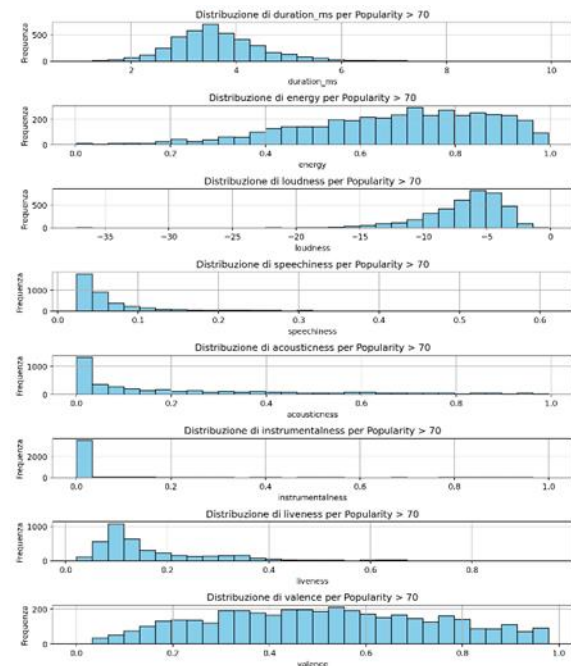 Distribuzione di duration_ms per Popularity > 70
Frequenza
500
0
2 4 6 8 10
duration_ms
Distribuzione di energy per Popularity > 70
Frequenza
200
0
0.0 0.2 0.4 0.6 0.8 1.0
energy
Distribuzione di loudness per Popularity > 70
Frequenza
500
0
−35 −30 −25 −20 −15 −10 −5 0
loudness
Distribuzione di speechiness per Popularity > 70
Frequenza
1000
0
0.0 0.1 0.2 0.3 0.4 0.5 0.6
speechiness
Distribuzione di acousticness per Popularity > 70
Frequenza
1000
0
0.0 0.2 0.4 0.6 0.8 1.0
acousticness
Distribuzione di instrumentalness per Popularity > 70
Frequenza
2000
0
0.0 0.2 0.4 0.6 0.8 1.0
instrumentalness
Distribuzione di liveness per Popularity > 70
Frequenza
1000
0
0.0 0.2 0.4 0.6 0.8
liveness
Distribuzione di valence per Popularity > 70
Frequenza
200
100
0
0.0 0.2 0.4 0.6 0.8 1.0
valence